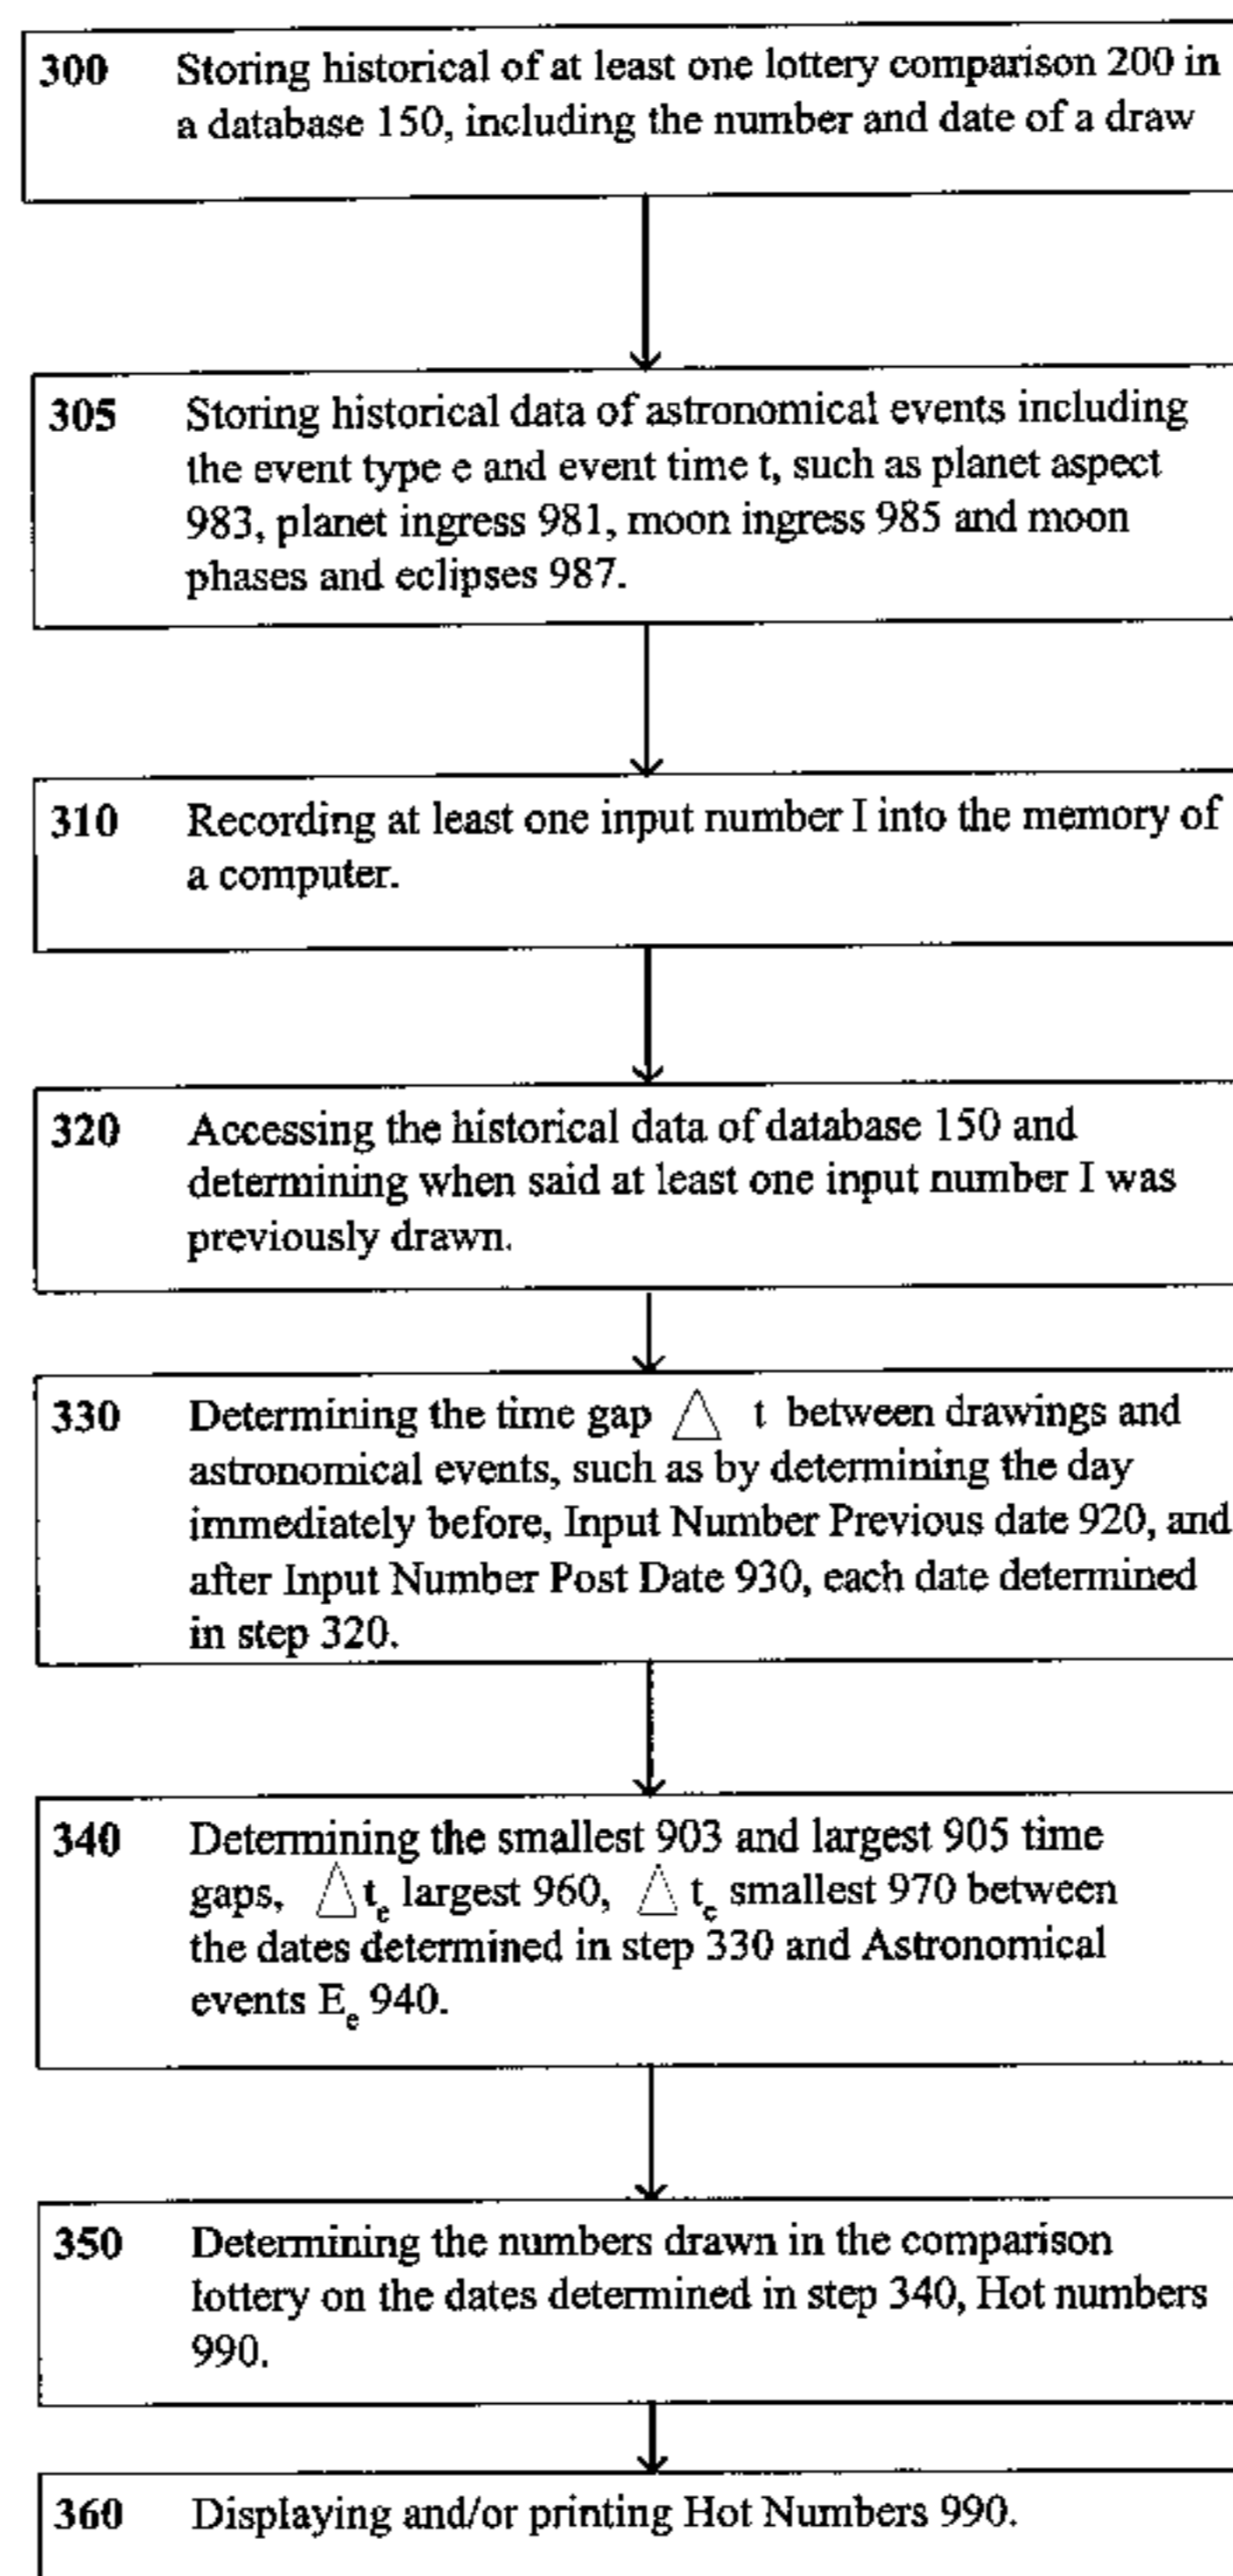 300 Storing historical of at least one lottery comparison 200 in
a database 150, including the number and date of a draw
305 Storing historical data of astronomical events including
the event type e and event time t, such as planet aspect
983, planet ingress 981, moon ingress 985 and moon
phases and eclipses 987.
310 Recording at least one input number I into the memory of
a computer.
320 Accessing the historical data of database 150 and
determining when said at least one input number I was
previously drawn.
330 Determining the time gap △ t between drawings and
astronomical events, such as by determining the day
immediately before, Input Number Previous date 920, and
after Input Number Post Date 930, each date determined
in step 320.
340 Determining the smallest 903 and largest 905 time
gaps, △ tₑ largest 960, △ tₑ smallest 970 between
the dates determined in step 330 and Astronomical
events Eₑ 940.
350 Determining the numbers drawn in the comparison
lottery on the dates determined in step 340, Hot numbers
990.
360 Displaying and/or printing Hot Numbers 990.